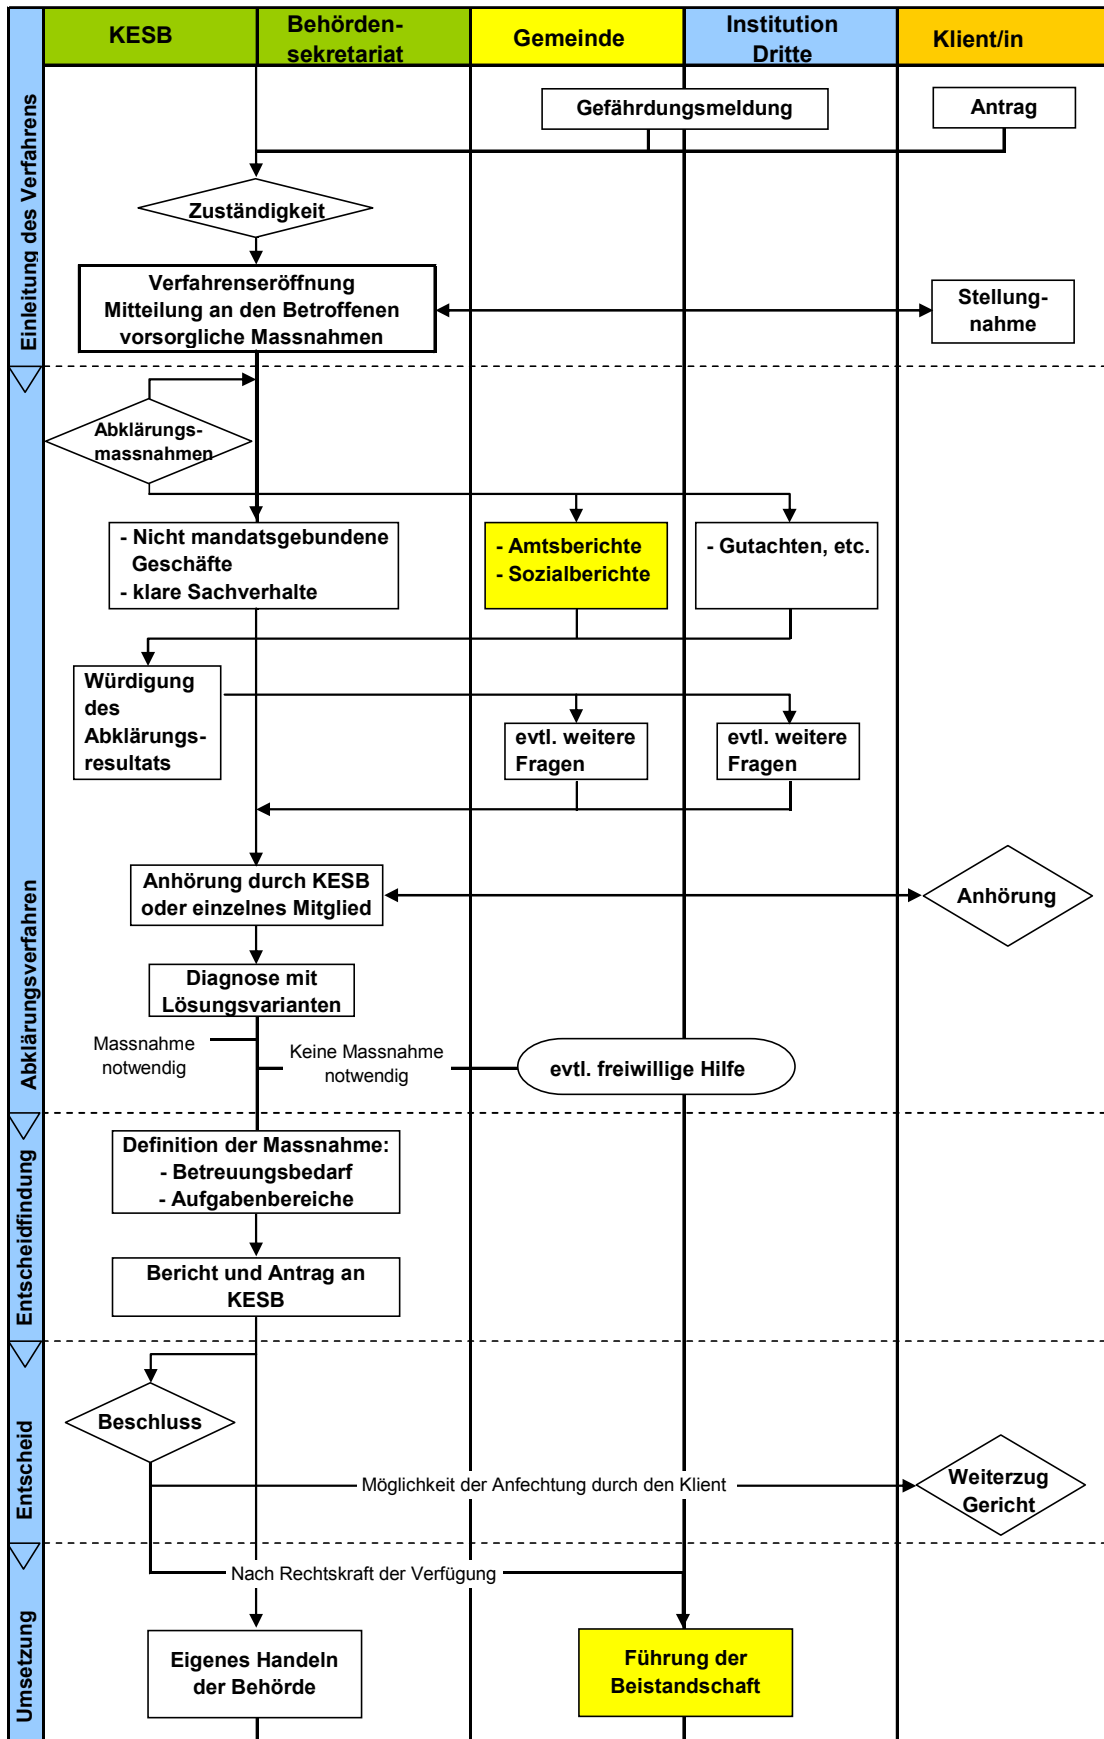 KESB
Behörden-
sekretariat
Gemeinde
Institution
Dritte
Klient/in
Einleitung des Verfahrens
Gefährdungsmeldung
Antrag
Zuständigkeit
Verfahrenseröffnung
Mitteilung an den Betroffenen
vorsorgliche Massnahmen
Stellung-
nahme
Abklärungsverfahren
Abklärungs-
massnahmen
- Nicht mandatsgebundene
Geschäfte
- klare Sachverhalte
- Amtsberichte
- Sozialberichte
- Gutachten, etc.
Würdigung
des
Abklärungs-
resultats
evtl. weitere
Fragen
evtl. weitere
Fragen
Anhörung durch KESB
oder einzelnes Mitglied
Anhörung
Diagnose mit
Lösungsvarianten
Massnahme
notwendig
Keine Massnahme
notwendig
evtl. freiwillige Hilfe
Entscheidfindung
Definition der Massnahme:
- Betreuungsbedarf
- Aufgabenbereiche
Bericht und Antrag an
KESB
Entscheid
Beschluss
Möglichkeit der Anfechtung durch den Klient
Weiterzug
Gericht
Umsetzung
Nach Rechtskraft der Verfügung
Eigenes Handeln
der Behörde
Führung der
Beistandschaft